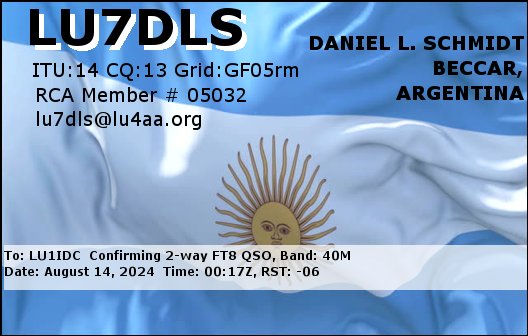 LU7DLS
DANIEL L. SCHMIDT
ITU:14 CQ:13 Grid:GF05rm
BECCAR,
RCA Member # 05032
ARGENTINA
lu7dls@lu4aa.org
To: LU1IDC Confirming 2-way FT8 QSO, Band: 40M
Date: August 14, 2024 Time: 00:17Z, RST: -06